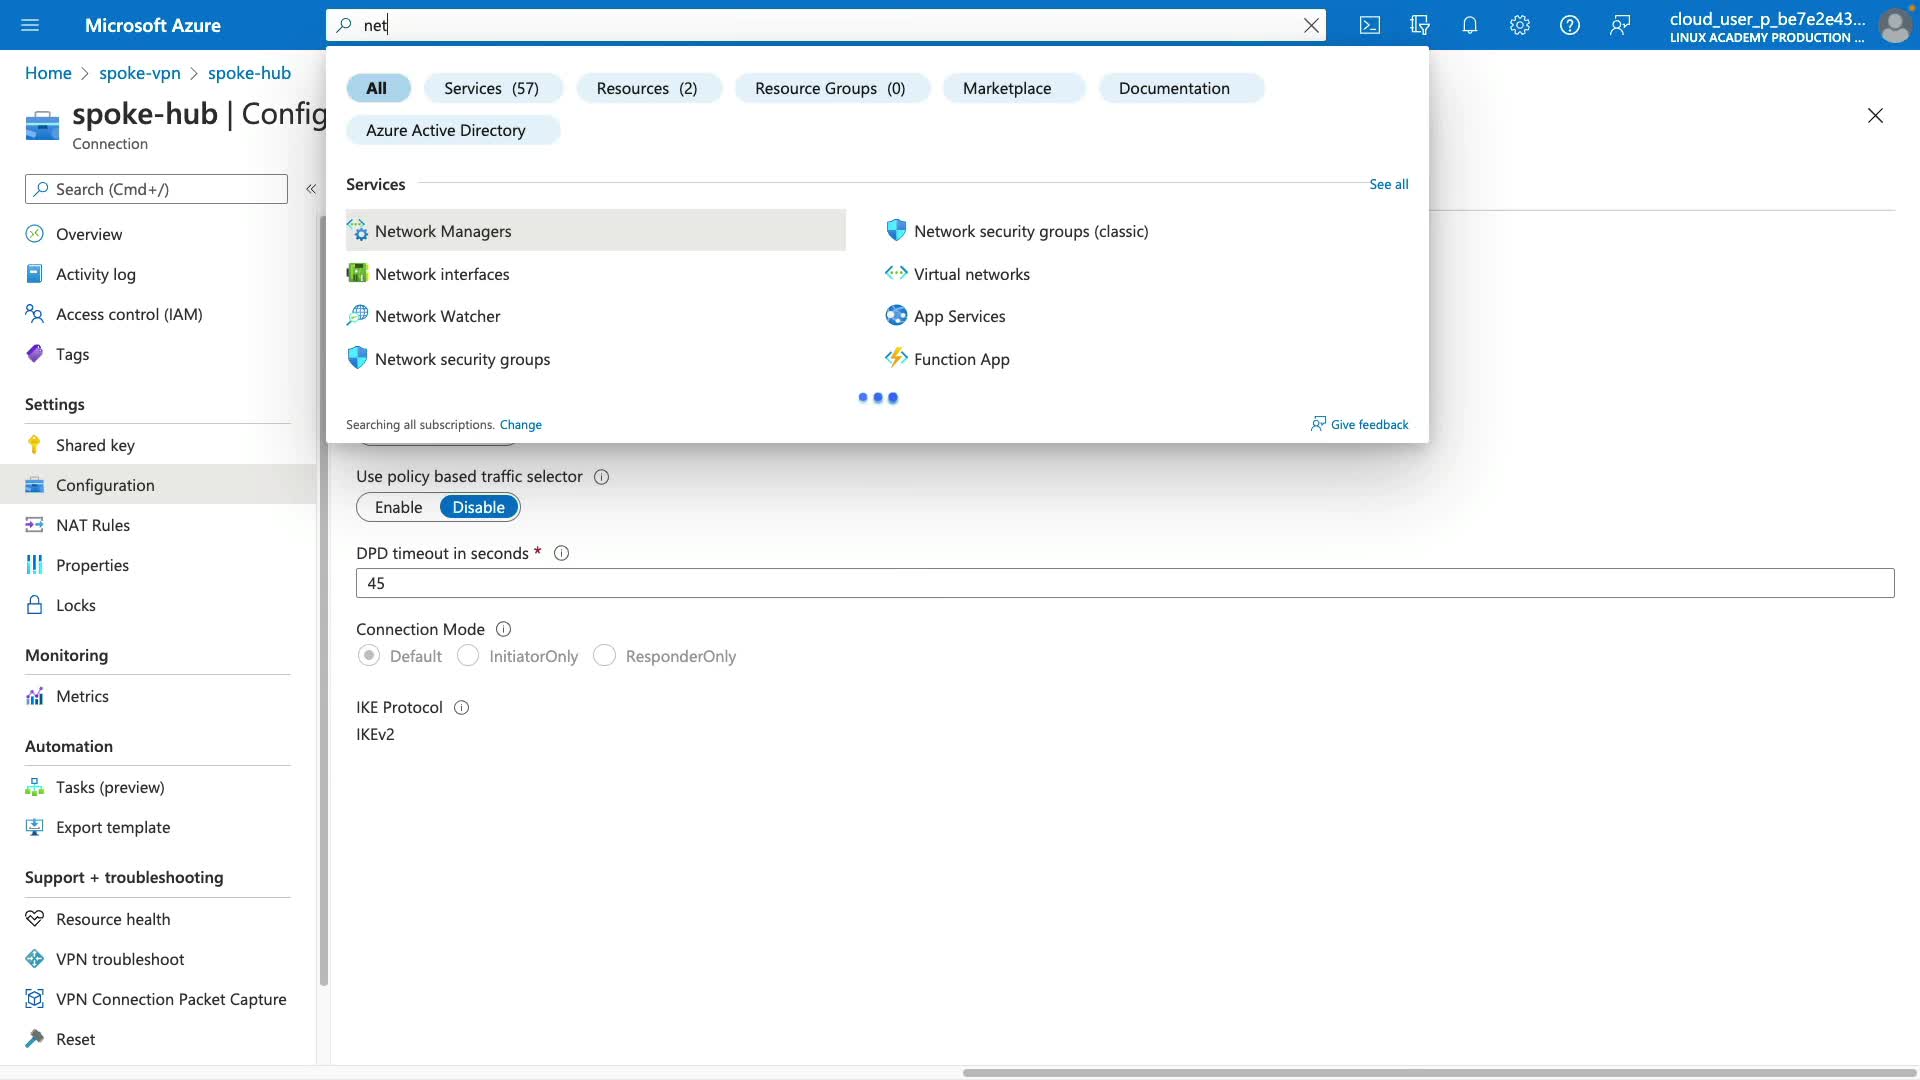 Microsoft Azure
net
cloud_user_p_be7e2e43...
LINUX ACADEMY PRODUCTION ...
Home > spoke-vpn > spoke-hub
spoke-hub | Config
Connection
Search (Cmd+/)
«
Overview
Activity log
Access control (IAM)
Tags
Settings
Shared key
Configuration
NAT Rules
Properties
Locks
Monitoring
Metrics
Automation
Tasks (preview)
Export template
Support + troubleshooting
Resource health
VPN troubleshoot
VPN Connection Packet Capture
Reset
All
Services (57)
Resources (2)
Resource Groups (0)
Marketplace
Documentation
Azure Active Directory
Services
See all
Network Managers
Network security groups (classic)
Network interfaces
Virtual networks
Network Watcher
App Services
Network security groups
Function App
Searching all subscriptions. Change
Give feedback
Use policy based traffic selector
Enable Disable
DPD timeout in seconds *
45
Connection Mode
Default InitiatorOnly ResponderOnly
IKE Protocol
IKEv2